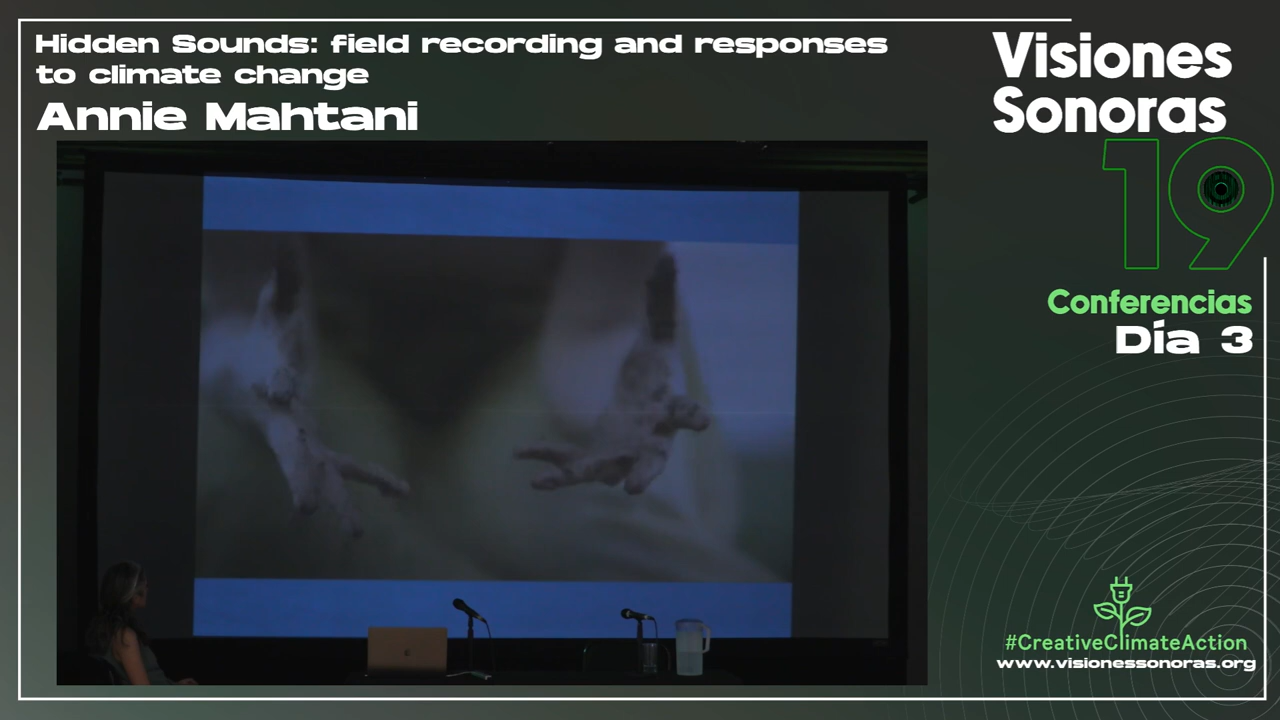 Hidden Sounds: field recording and responses
to climate change
Annie Mahtani
Visiones
Sonoras
19
Conferencias
Día 3
#CreativeClimateAction
www.visionessonoras.org